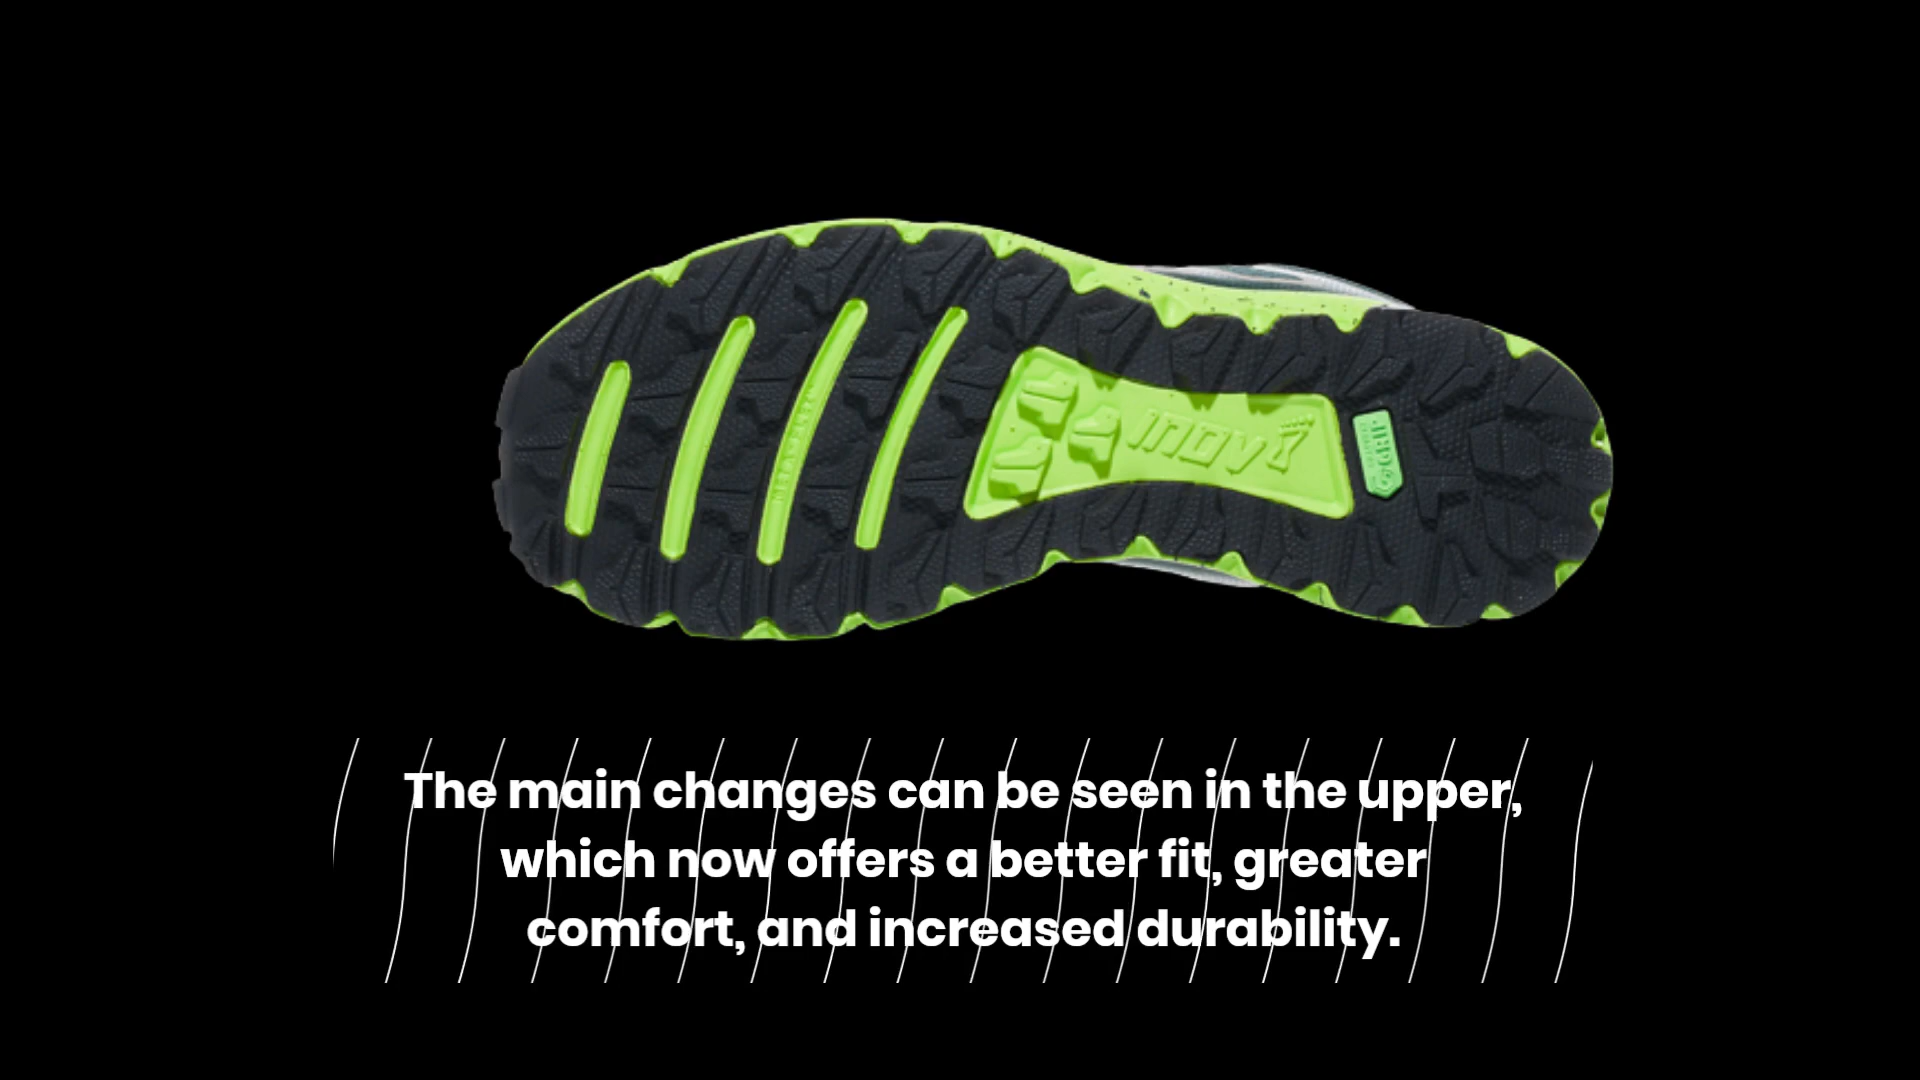 inov8
The main changes can be seen in the upper,
which now offers a better fit, greater
comfort, and increased durability.